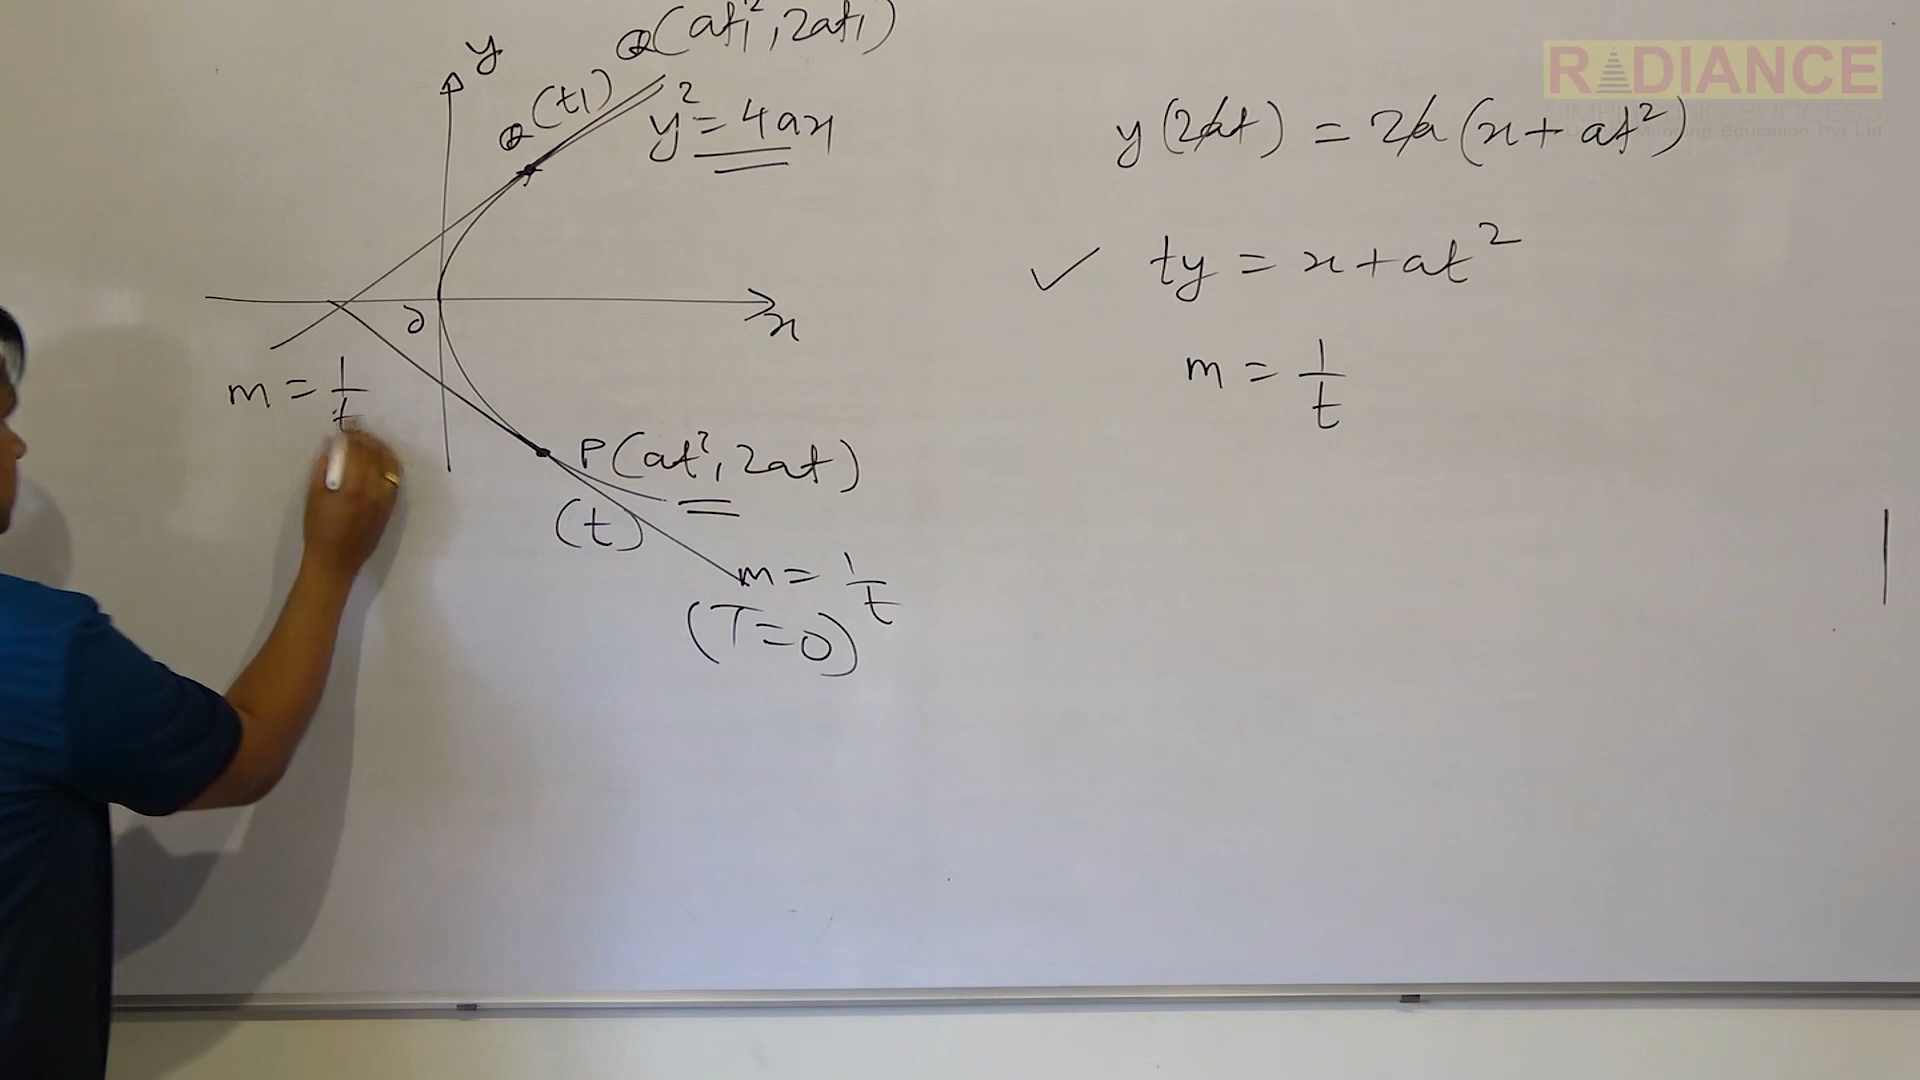 y
Q(at₁², 2at₁)
Q(t₁)
y² = 4ax
x
m = 1/t
P(at², 2at)
(t)
m = 1/t
(T=0)
RADIANCE
y(2at) = 2a(x+at²)
✓ ty = x+at²
m = 1/t